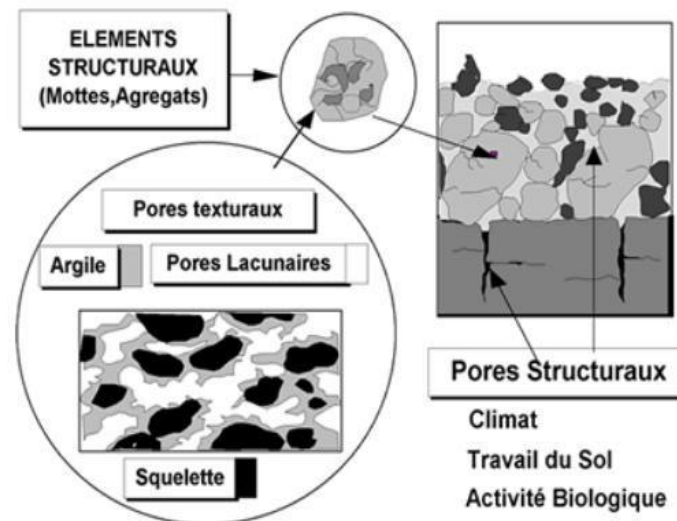 ELEMENTS
STRUCTURAUX
(Mottes,Agregats)
Pores texturaux
Argile
Pores Lacunaires
Squelette
Pores Structuraux
Climat
Travail du Sol
Activité Biologique